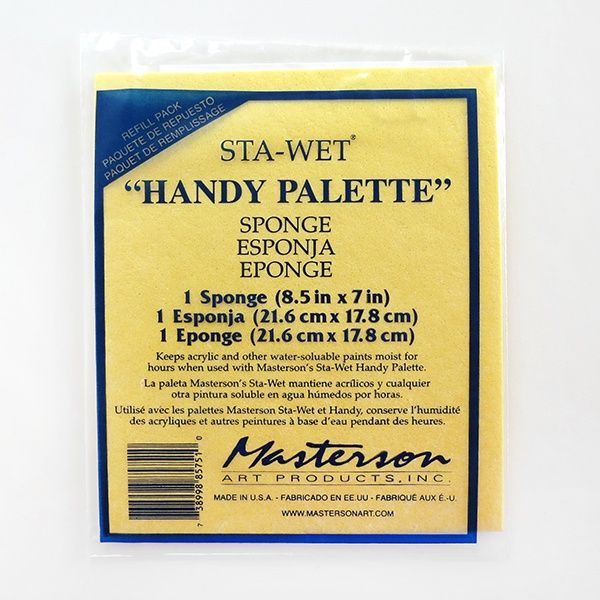 REFILL PACK
PAQUETE DE REPUESTO
PAQUET DE REMPLISSAGE
STA-WET®
“HANDY PALETTE”
SPONGE
ESPONJA
EPONGE
1 Sponge (8.5 in x 7 in)
1 Esponja (21.6 cm x 17.8 cm)
1 Eponge (21.6 cm x 17.8 cm)
Keeps acrylic and other water-soluable paints moist for
hours when used with Masterson's Sta-Wet Handy Palette.
La paleta Masterson's Sta-Wet mantiene acrílicos y cualquier
otra pintura soluble en agua húmedos por horas.
Utilisé avec les palettes Masterson Sta-Wet et Handy, conserve l'humidité
des acryliques et autres peintures à base d'eau pendant des heures.
7 38998 85751 0
Masterson
ART PRODUCTS, INC.
MADE IN U.S.A. - FABRICADO EN EE.UU - FABRIQUÉ AUX É.-U.
WWW.MASTERSONART.COM